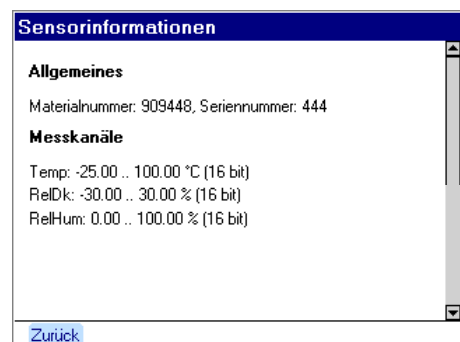 Sensorinformationen
Allgemeines
Materialnummer: 909448, Seriennummer: 444
Messkanäle
Temp: -25.00 .. 100.00 °C (16 bit)
RelDk: -30.00 .. 30.00 % (16 bit)
RelHum: 0.00 .. 100.00 % (16 bit)
Zurück